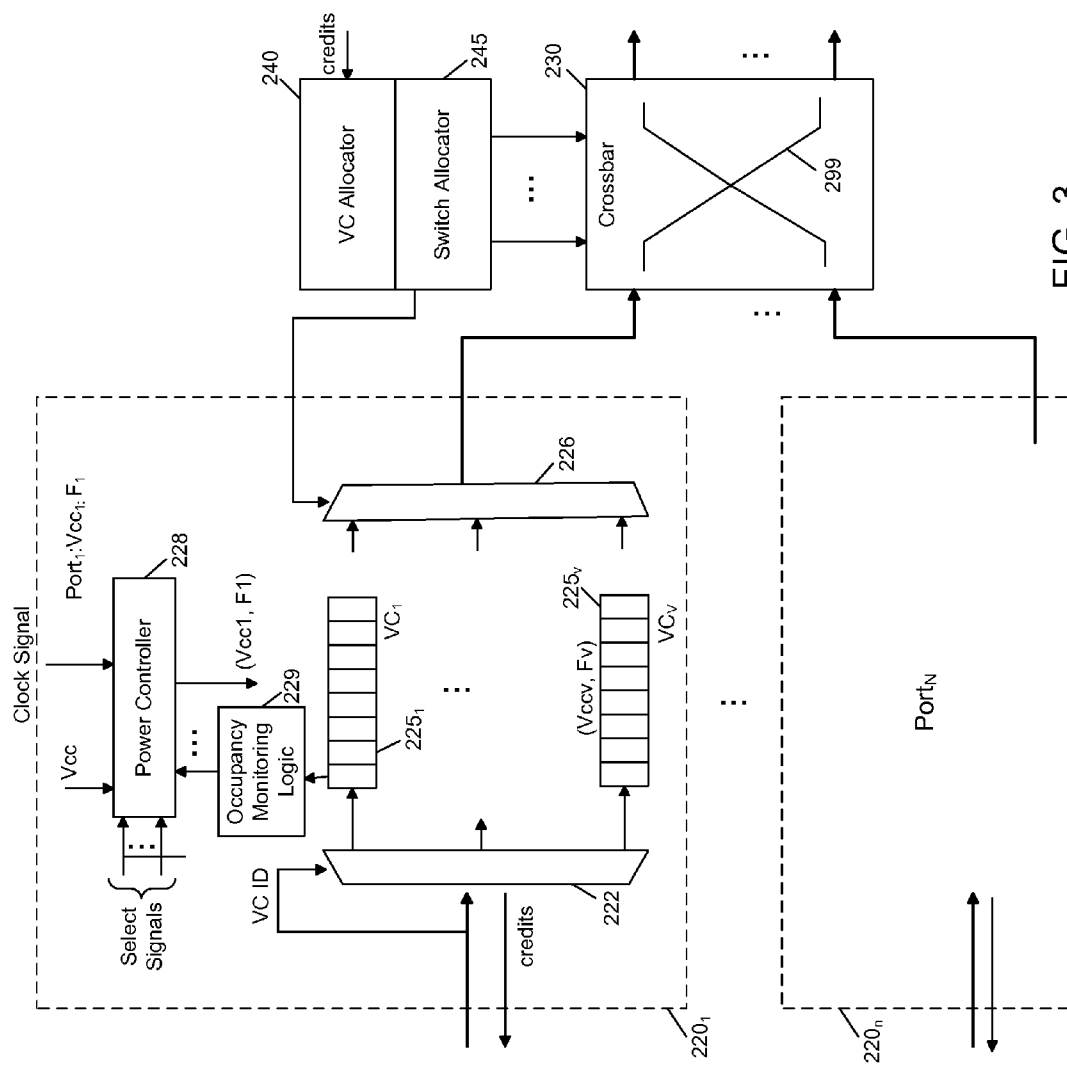 Clock Signal
Vcc
Select
Signals
Power Controller
228
Port₁:Vcc₁: F₁
(Vcc1, F1)
229
Occupancy
Monitoring
Logic
...
VC ID
222
credits
225₁
VC₁
...
(Vccv, Fv)
225ᵥ
VCᵥ
226
220₁
...
Port_N
220ₙ
240
VC Allocator
credits
Switch Allocator
245
...
230
Crossbar
299
...
...
FIG. 3